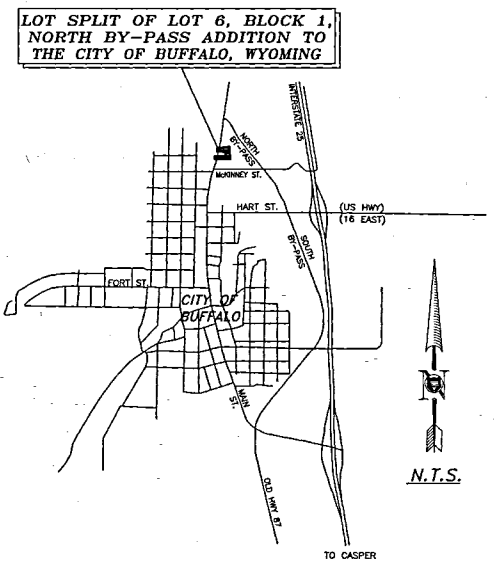 LOT SPLIT OF LOT 6, BLOCK 1,
NORTH BY-PASS ADDITION TO
THE CITY OF BUFFALO, WYOMING
INTERSTATE 25
NORTH
BY-PASS
McKINNEY ST.
HART ST.
(US HWY)
(16 EAST)
SOUTH
BY-PASS
FORT ST.
CITY OF
BUFFALO
MAIN
ST.
N
N.T.S.
OLD HWY 87
TO CASPER